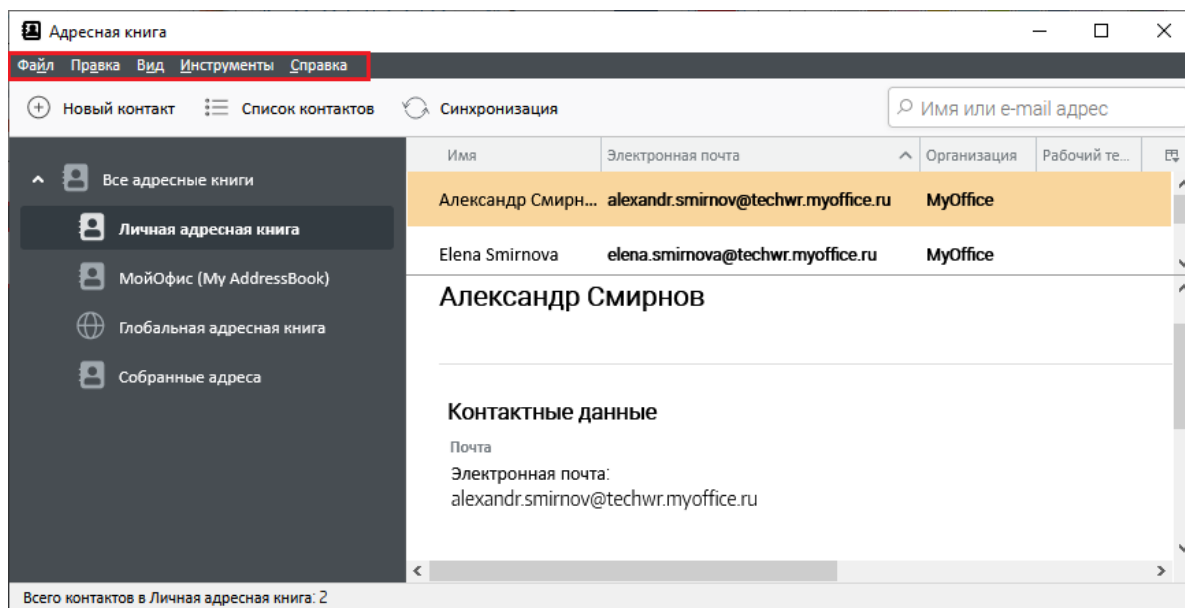 Адресная книга
Файл Правка Вид Инструменты Справка
Новый контакт Список контактов Синхронизация Имя или e-mail адрес
Имя Электронная почта Организация Рабочий те...
Все адресные книги
Александр Смирн... alexandr.smirnov@techwr.myoffice.ru MyOffice
Личная адресная книга
Elena Smirnova elena.smirnova@techwr.myoffice.ru MyOffice
МойОфис (My AddressBook)
Александр Смирнов
Глобальная адресная книга
Собранные адреса
Контактные данные
Почта
Электронная почта:
alexandr.smirnov@techwr.myoffice.ru
Всего контактов в Личная адресная книга: 2